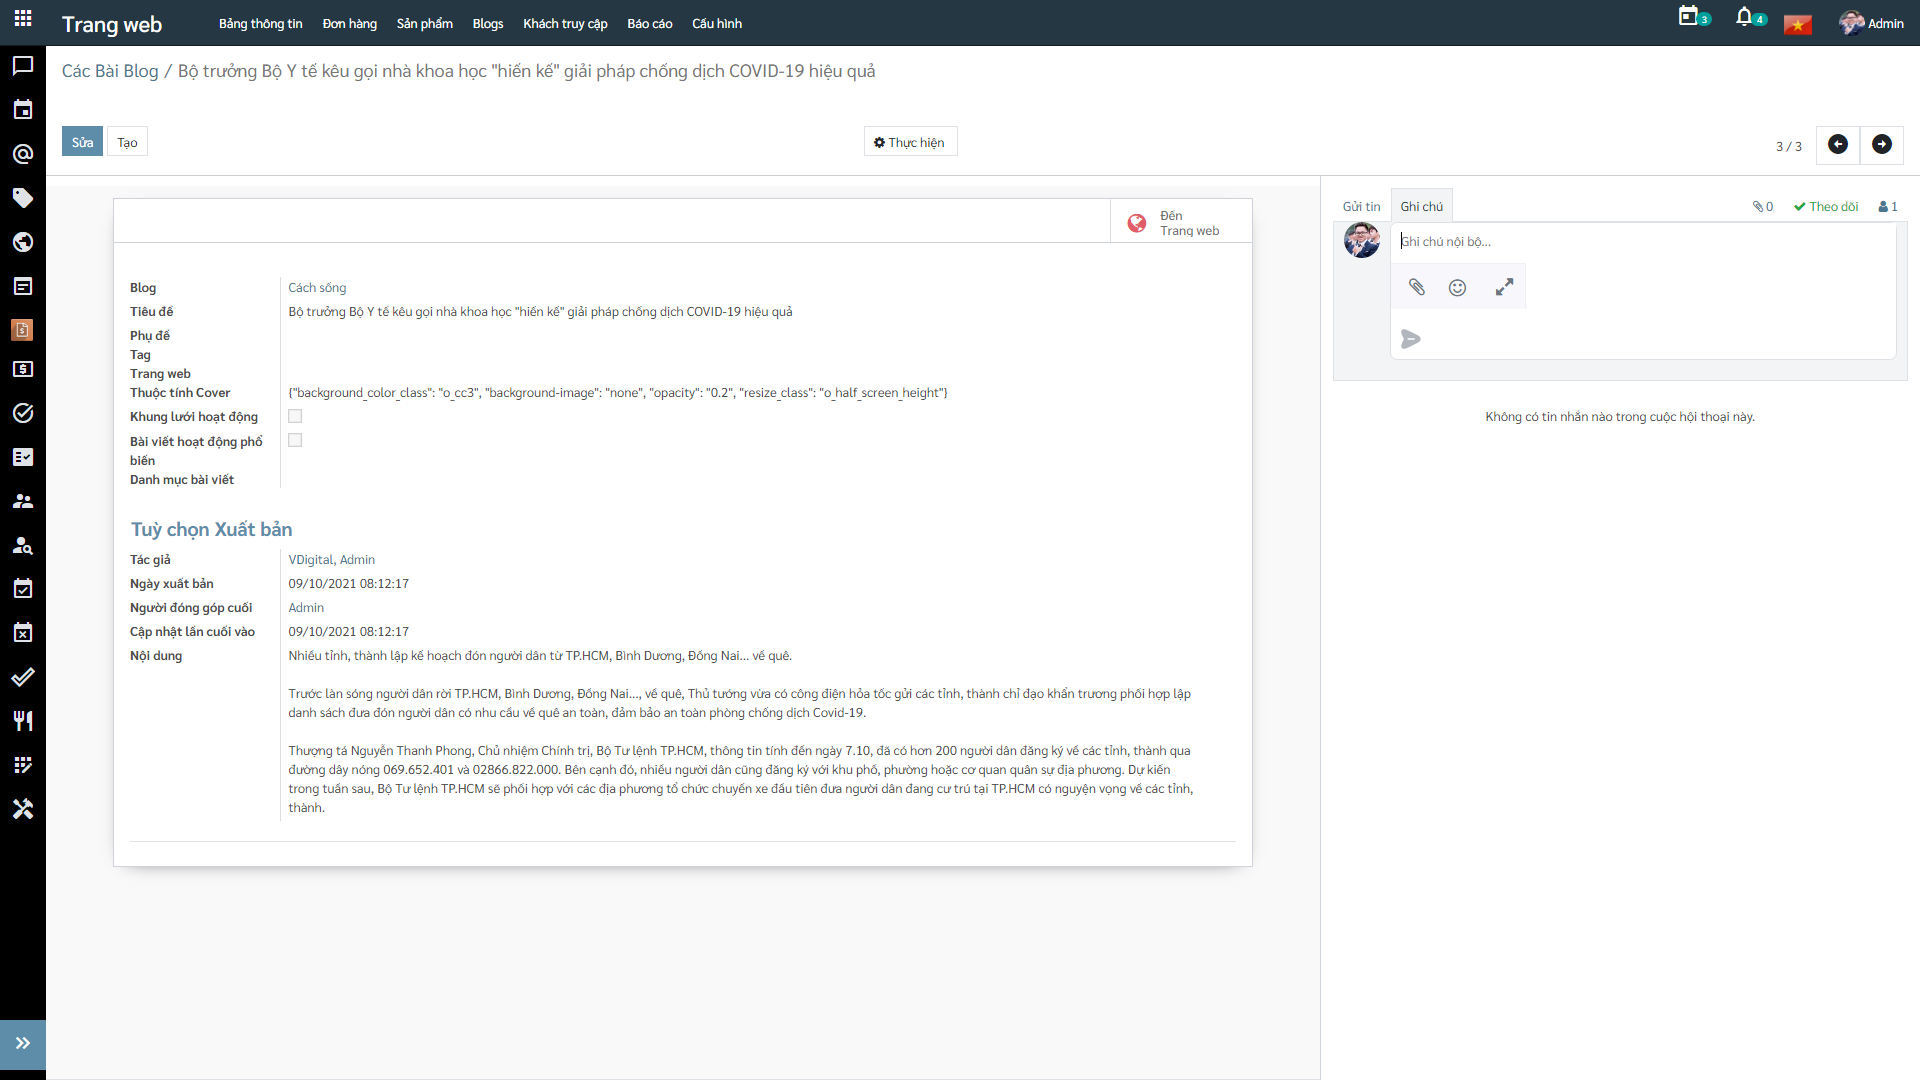 Trang web
Bảng thông tin
Đơn hàng
Sản phẩm
Blogs
Khách truy cập
Báo cáo
Cấu hình
3
4
Admin
Các Bài Blog / Bộ trưởng Bộ Y tế kêu gọi nhà khoa học "hiến kế" giải pháp chống dịch COVID-19 hiệu quả
Sửa
Tạo
Thực hiện
3 / 3
Đến
Trang web
Blog
Cách sống
Tiêu đề
Bộ trưởng Bộ Y tế kêu gọi nhà khoa học "hiến kế" giải pháp chống dịch COVID-19 hiệu quả
Phụ đề
Tag
Trang web
Thuộc tính Cover
{"background_color_class": "o_cc3", "background-image": "none", "opacity": "0.2", "resize_class": "o_half_screen_height"}
Khung lưới hoạt động
Bài viết hoạt động phổ
biến
Danh mục bài viết
Tuỳ chọn Xuất bản
Tác giả
VDigital, Admin
Ngày xuất bản
09/10/2021 08:12:17
Người đóng góp cuối
Admin
Cập nhật lần cuối vào
09/10/2021 08:12:17
Nội dung
Nhiều tỉnh, thành lập kế hoạch đón người dân từ TP.HCM, Bình Dương, Đồng Nai... về quê.
Trước làn sóng người dân rời TP.HCM, Bình Dương, Đồng Nai..., về quê, Thủ tướng vừa có công điện hỏa tốc gửi các tỉnh, thành chỉ đạo khẩn trương phối hợp lập
danh sách đưa đón người dân có nhu cầu về quê an toàn, đảm bảo an toàn phòng chống dịch Covid-19.
Thượng tá Nguyễn Thanh Phong, Chủ nhiệm Chính trị, Bộ Tư lệnh TP.HCM, thông tin tính đến ngày 7.10, đã có hơn 200 người dân đăng ký về các tỉnh, thành qua
đường dây nóng 069.652.401 và 02866.822.000. Bên cạnh đó, nhiều người dân cũng đăng ký với khu phố, phường hoặc cơ quan quân sự địa phương. Dự kiến
trong tuần sau, Bộ Tư lệnh TP.HCM sẽ phối hợp với các địa phương tổ chức chuyến xe đầu tiên đưa người dân đang cư trú tại TP.HCM có nguyện vọng về các tỉnh,
thành.
Gửi tin
Ghi chú
0
Theo dõi
1
Ghi chú nội bộ...
Không có tin nhắn nào trong cuộc hội thoại này.